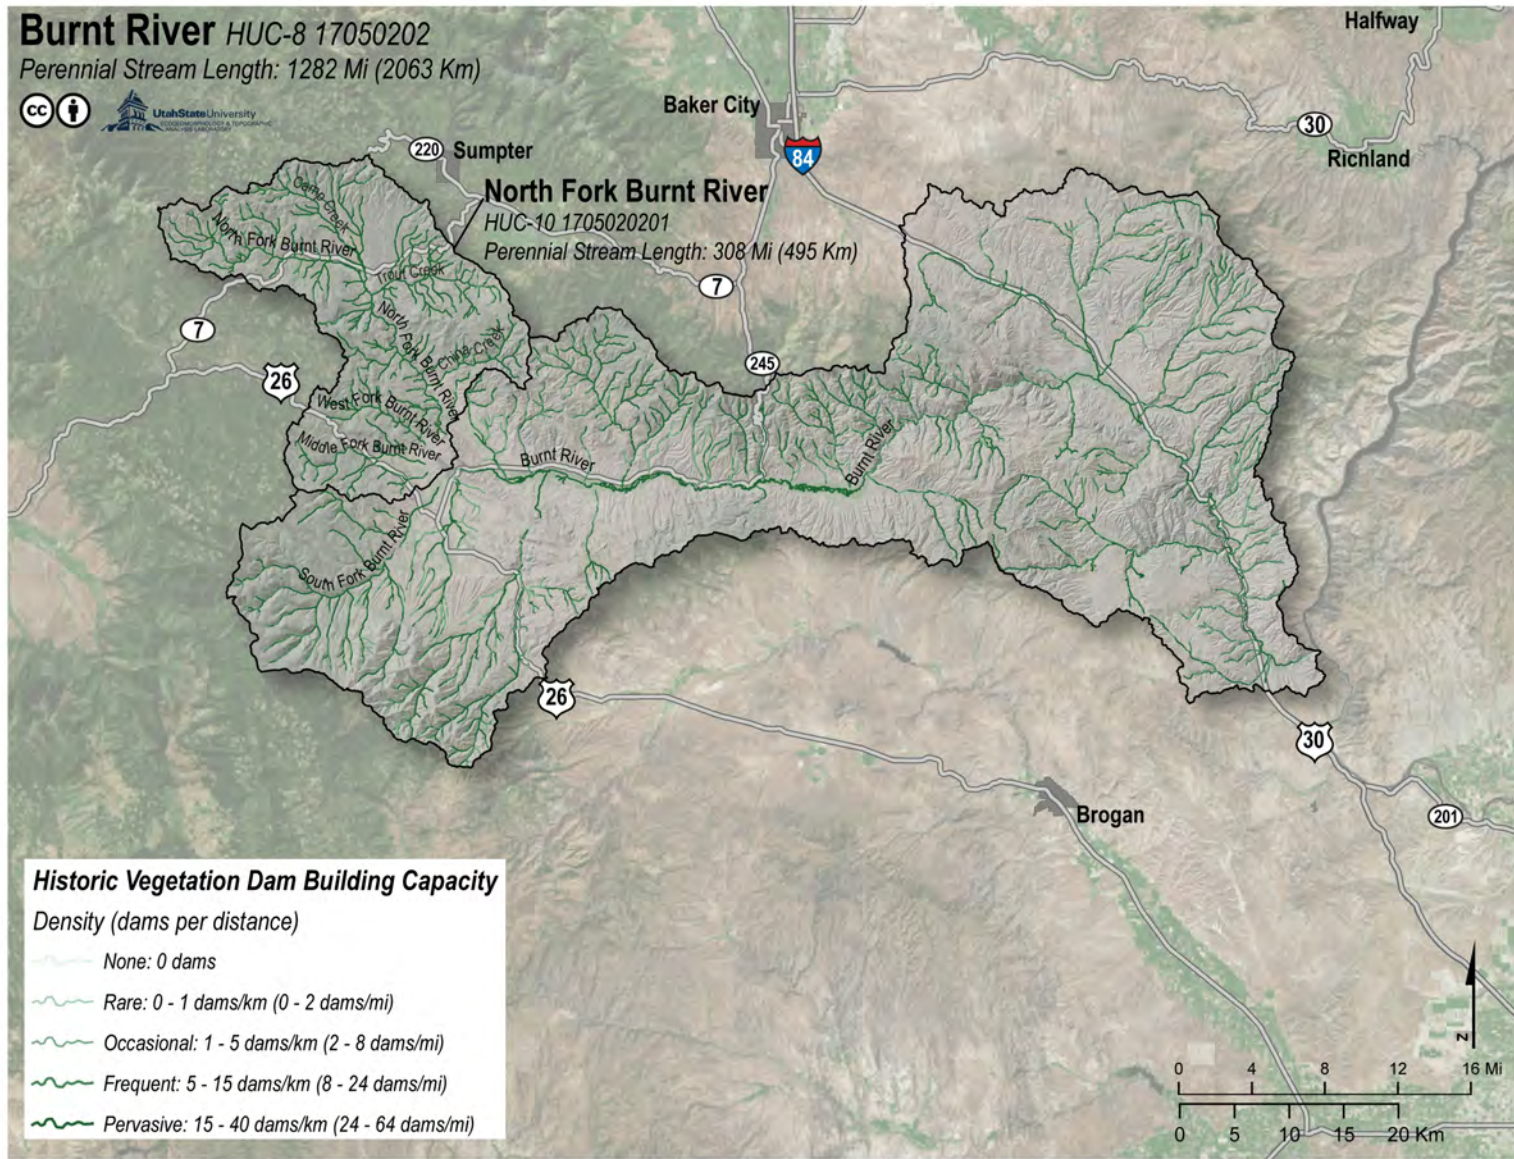 Burnt River HUC-8 17050202
Perennial Stream Length: 1282 Mi (2063 Km)
cc
UtahStateUniversity
ECOGEOMORPHOLOGY & TOPOGRAPHIC
ANALYSIS LABORATORY
Halfway
Baker City
30
Richland
84
220
Sumpter
North Fork Burnt River
HUC-10 1705020201
Perennial Stream Length: 308 Mi (495 Km)
Camp Creek
North Fork Burnt River
Trout Creek
7
7
North Fork Burnt River
China Creek
245
26
West Fork Burnt River
Middle Fork Burnt River
Burnt River
Burnt River
South Fork Burnt River
26
30
Brogan
201
Historic Vegetation Dam Building Capacity
Density (dams per distance)
None: 0 dams
Rare: 0 - 1 dams/km (0 - 2 dams/mi)
Occasional: 1 - 5 dams/km (2 - 8 dams/mi)
Frequent: 5 - 15 dams/km (8 - 24 dams/mi)
Pervasive: 15 - 40 dams/km (24 - 64 dams/mi)
N
0 4 8 12 16 Mi
0 5 10 15 20 Km